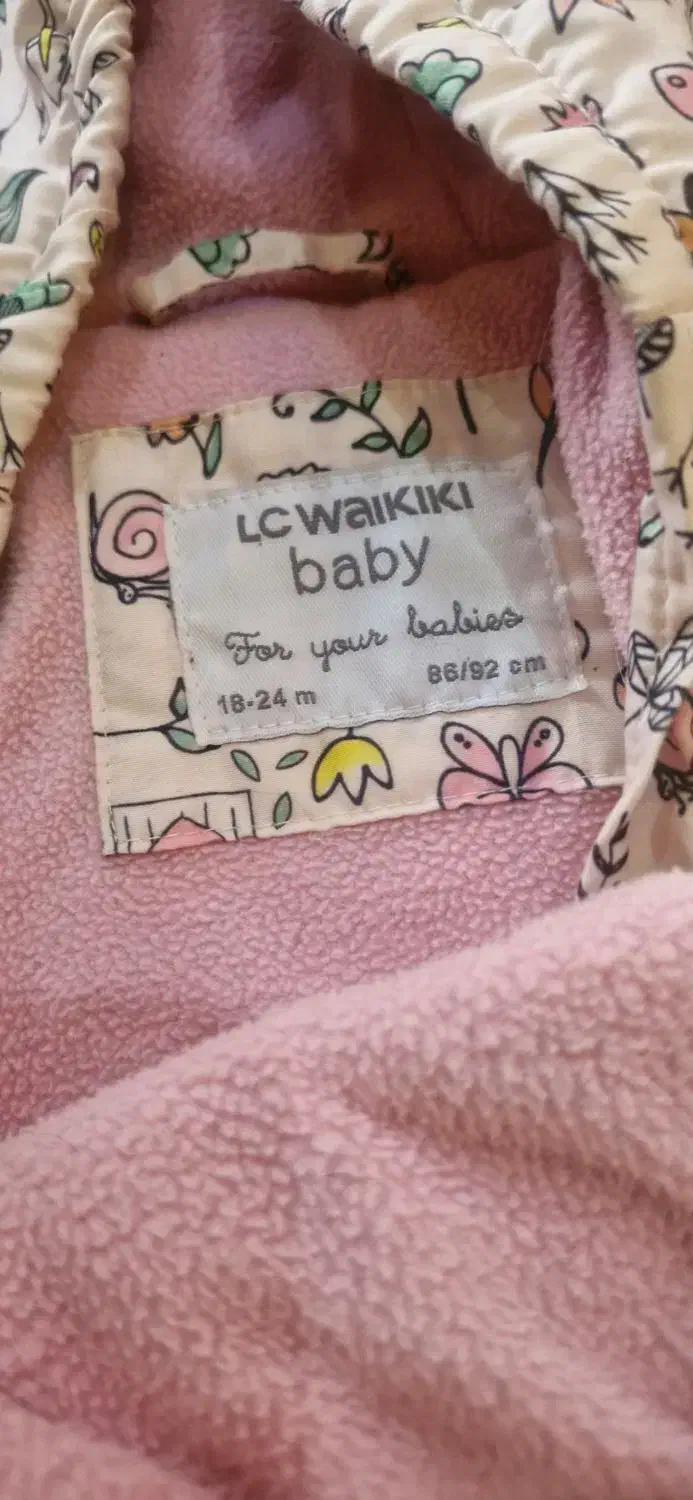 LC WAIKIKI
baby
For your babies
18-24 m 86/92 cm